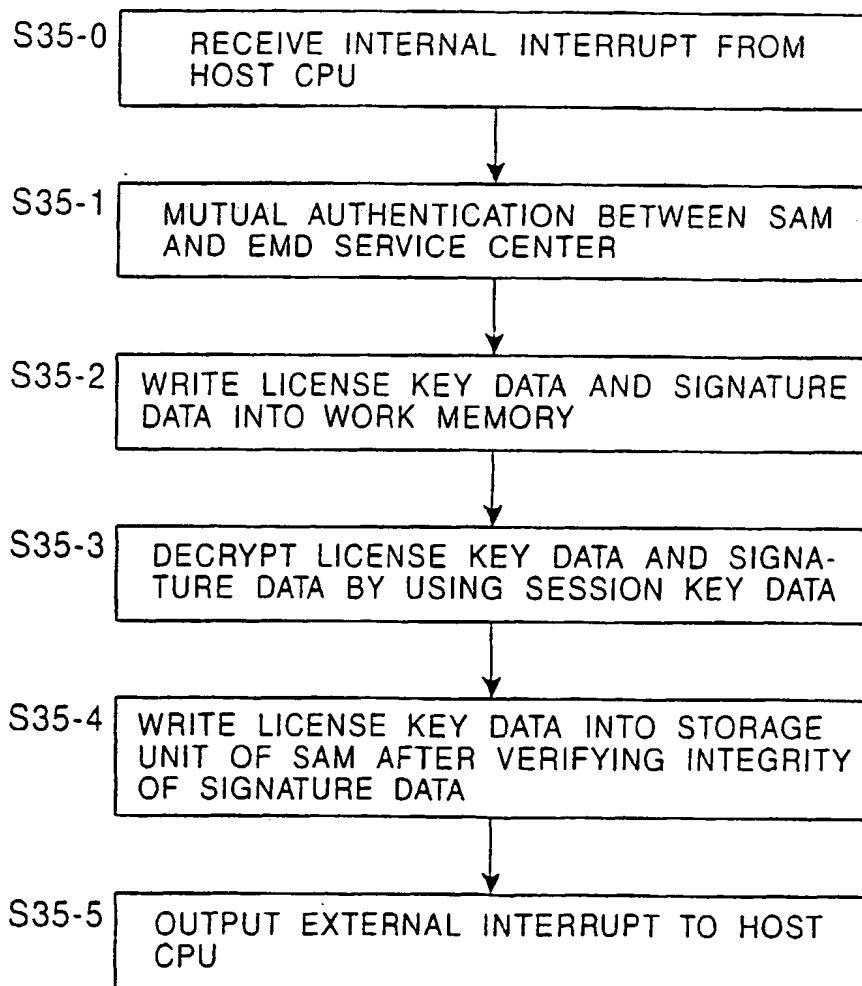 S35-0
RECEIVE INTERNAL INTERRUPT FROM
HOST CPU
S35-1
MUTUAL AUTHENTICATION BETWEEN SAM
AND EMD SERVICE CENTER
S35-2
WRITE LICENSE KEY DATA AND SIGNATURE
DATA INTO WORK MEMORY
S35-3
DECRYPT LICENSE KEY DATA AND SIGNA-
TURE DATA BY USING SESSION KEY DATA
S35-4
WRITE LICENSE KEY DATA INTO STORAGE
UNIT OF SAM AFTER VERIFYING INTEGRITY
OF SIGNATURE DATA
S35-5
OUTPUT EXTERNAL INTERRUPT TO HOST
CPU